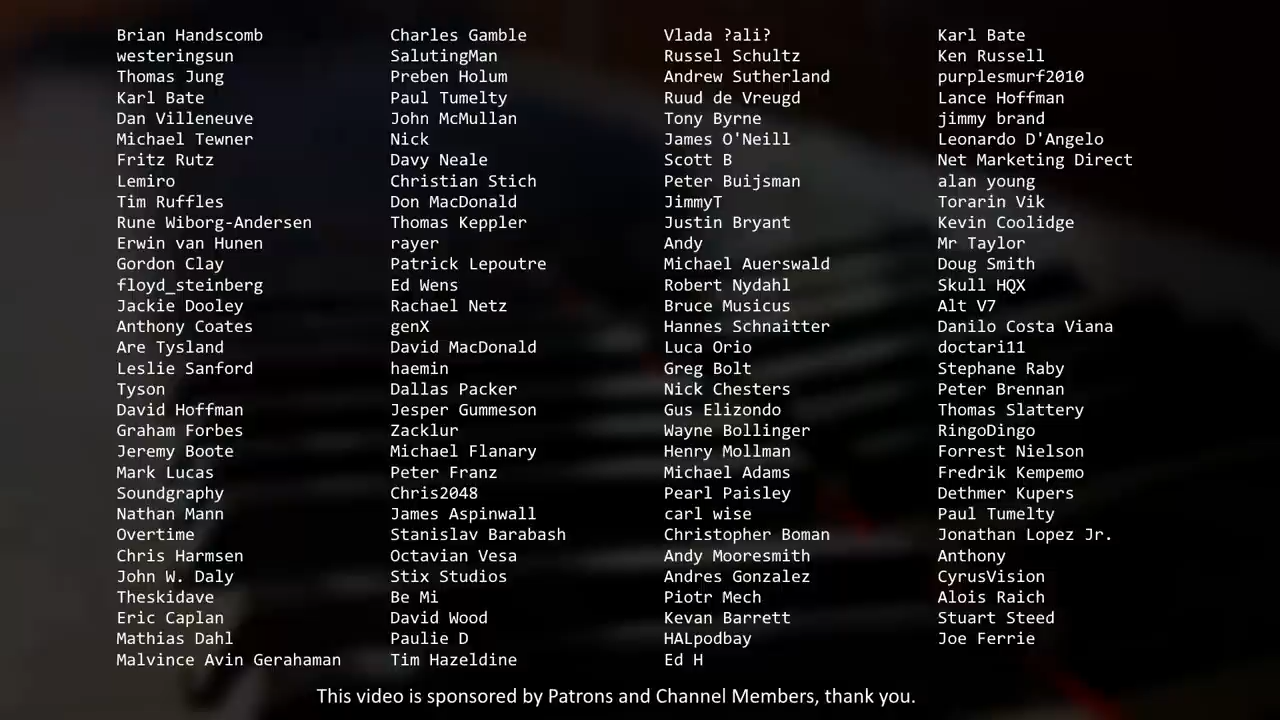 Brian Handscomb
westeringsun
Thomas Jung
Karl Bate
Dan Villeneuve
Michael Tewner
Fritz Rutz
Lemiro
Tim Ruffles
Rune Wiborg-Andersen
Erwin van Hunen
Gordon Clay
floyd_steinberg
Jackie Dooley
Anthony Coates
Are Tysland
Leslie Sanford
Tyson
David Hoffman
Graham Forbes
Jeremy Boote
Mark Lucas
Soundgraphy
Nathan Mann
Overtime
Chris Harmsen
John W. Daly
Theskidave
Eric Caplan
Mathias Dahl
Malvince Avin Gerahaman
Charles Gamble
SalutingMan
Preben Holum
Paul Tumelty
John McMullan
Nick
Davy Neale
Christian Stich
Don MacDonald
Thomas Keppler
rayer
Patrick Lepoutre
Ed Wens
Rachael Netz
genX
David MacDonald
haemin
Dallas Packer
Jesper Gummeson
Zacklur
Michael Flanary
Peter Franz
Chris2048
James Aspinwall
Stanislav Barabash
Octavian Vesa
Stix Studios
Be Mi
David Wood
Paulie D
Tim Hazeldine
Vlada ?ali?
Russel Schultz
Andrew Sutherland
Ruud de Vreugd
Tony Byrne
James O'Neill
Scott B
Peter Buijsman
JimmyT
Justin Bryant
Andy
Michael Auerswald
Robert Nydahl
Bruce Musicus
Hannes Schnaitter
Luca Orio
Greg Bolt
Nick Chesters
Gus Elizondo
Wayne Bollinger
Henry Mollman
Michael Adams
Pearl Paisley
carl wise
Christopher Boman
Andy Mooresmith
Andres Gonzalez
Piotr Mech
Kevan Barrett
HALpodbay
Ed H
Karl Bate
Ken Russell
purplesmurf2010
Lance Hoffman
jimmy brand
Leonardo D'Angelo
Net Marketing Direct
alan young
Torarin Vik
Kevin Coolidge
Mr Taylor
Doug Smith
Skull HQX
Alt V7
Danilo Costa Viana
doctari11
Stephane Raby
Peter Brennan
Thomas Slattery
RingoDingo
Forrest Nielson
Fredrik Kempemo
Dethmer Kupers
Paul Tumelty
Jonathan Lopez Jr.
Anthony
CyrusVision
Alois Raich
Stuart Steed
Joe Ferrie
This video is sponsored by Patrons and Channel Members, thank you.